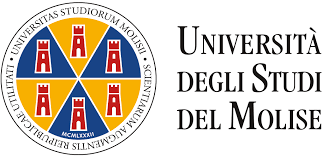 · UNIVERSITAS STUDIORUM MOLISII · SCIENTIARUM AUGMENTIS REIPUBLICAE UTILITATI
MCMLXXXII
UNIVERSITÀ
DEGLI STUDI
DEL MOLISE